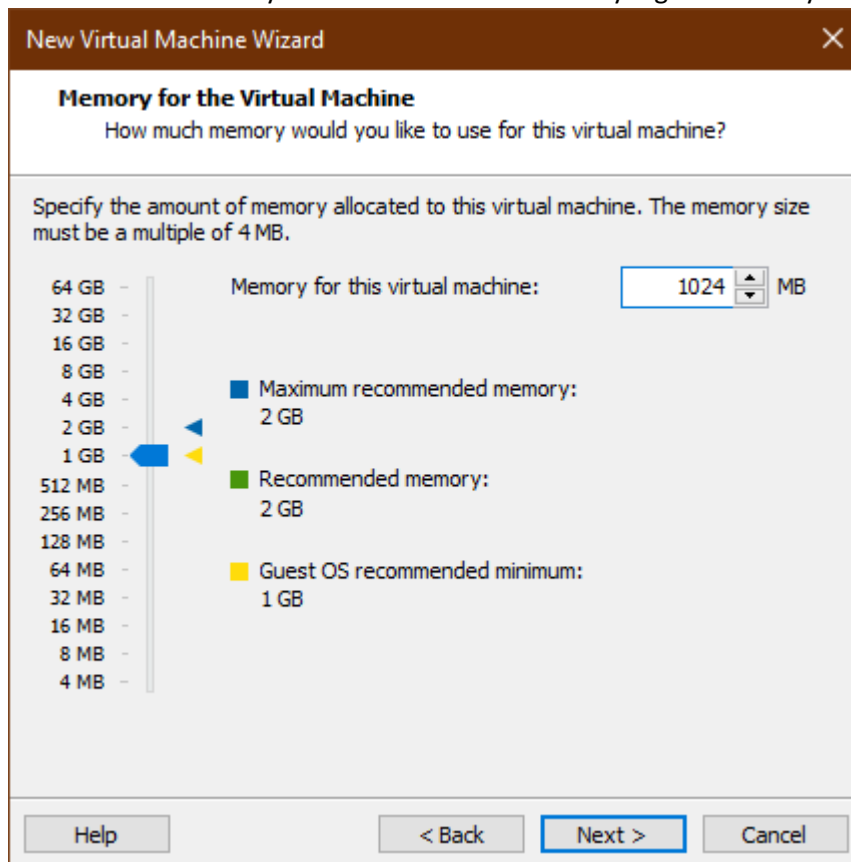 New Virtual Machine Wizard
Memory for the Virtual Machine
How much memory would you like to use for this virtual machine?
Specify the amount of memory allocated to this virtual machine. The memory size
must be a multiple of 4 MB.
Memory for this virtual machine: 1024 MB
64 GB
32 GB
16 GB
8 GB
4 GB
2 GB
1 GB
512 MB
256 MB
128 MB
64 MB
32 MB
16 MB
8 MB
4 MB
Maximum recommended memory:
2 GB
Recommended memory:
2 GB
Guest OS recommended minimum:
1 GB
Help
< Back
Next >
Cancel